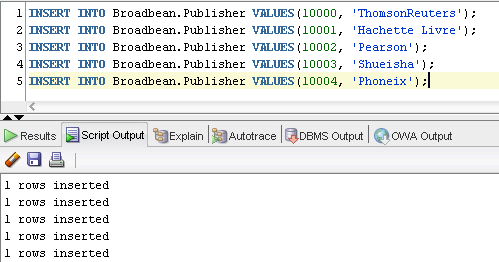 1 INSERT INTO Broadbean.Publisher VALUES(10000, 'ThomsonReuters');
2 INSERT INTO Broadbean.Publisher VALUES(10001, 'Hachette Livre');
3 INSERT INTO Broadbean.Publisher VALUES(10002, 'Pearson');
4 INSERT INTO Broadbean.Publisher VALUES(10003, 'Shueisha');
5 INSERT INTO Broadbean.Publisher VALUES(10004, 'Phoneix');
Results Script Output Explain Autotrace DBMS Output OWA Output
1 rows inserted
1 rows inserted
1 rows inserted
1 rows inserted
1 rows inserted